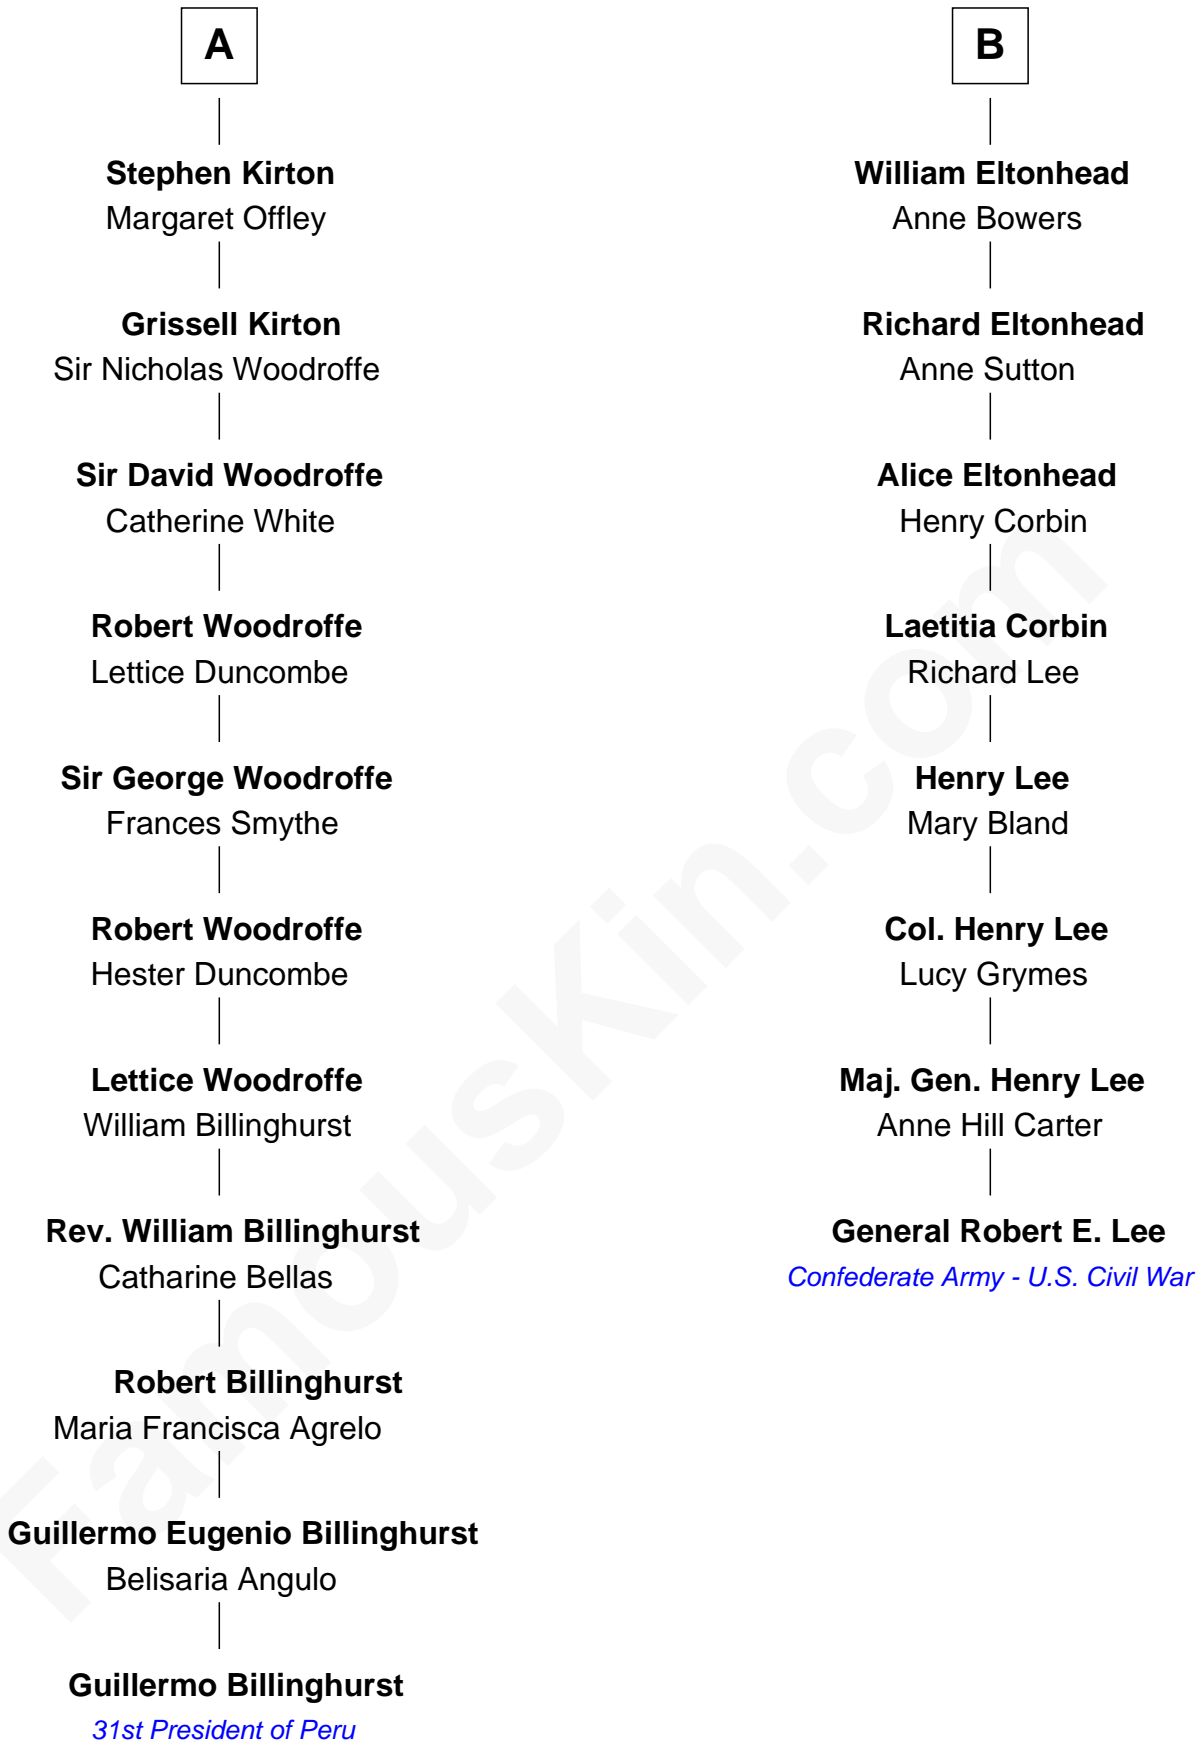 A
Stephen Kirton
Margaret Offley
Grissell Kirton
Sir Nicholas Woodroffe
Sir David Woodroffe
Catherine White
Robert Woodroffe
Lettice Duncombe
Sir George Woodroffe
Frances Smythe
Robert Woodroffe
Hester Duncombe
Lettice Woodroffe
William Billinghurst
Rev. William Billinghurst
Catharine Bellas
Robert Billinghurst
Maria Francisca Agrelo
Guillermo Eugenio Billinghurst
Belisaria Angulo
Guillermo Billinghurst
31st President of Peru
B
William Eltonhead
Anne Bowers
Richard Eltonhead
Anne Sutton
Alice Eltonhead
Henry Corbin
Laetitia Corbin
Richard Lee
Henry Lee
Mary Bland
Col. Henry Lee
Lucy Grymes
Maj. Gen. Henry Lee
Anne Hill Carter
General Robert E. Lee
Confederate Army - U.S. Civil War
FamousKin.com